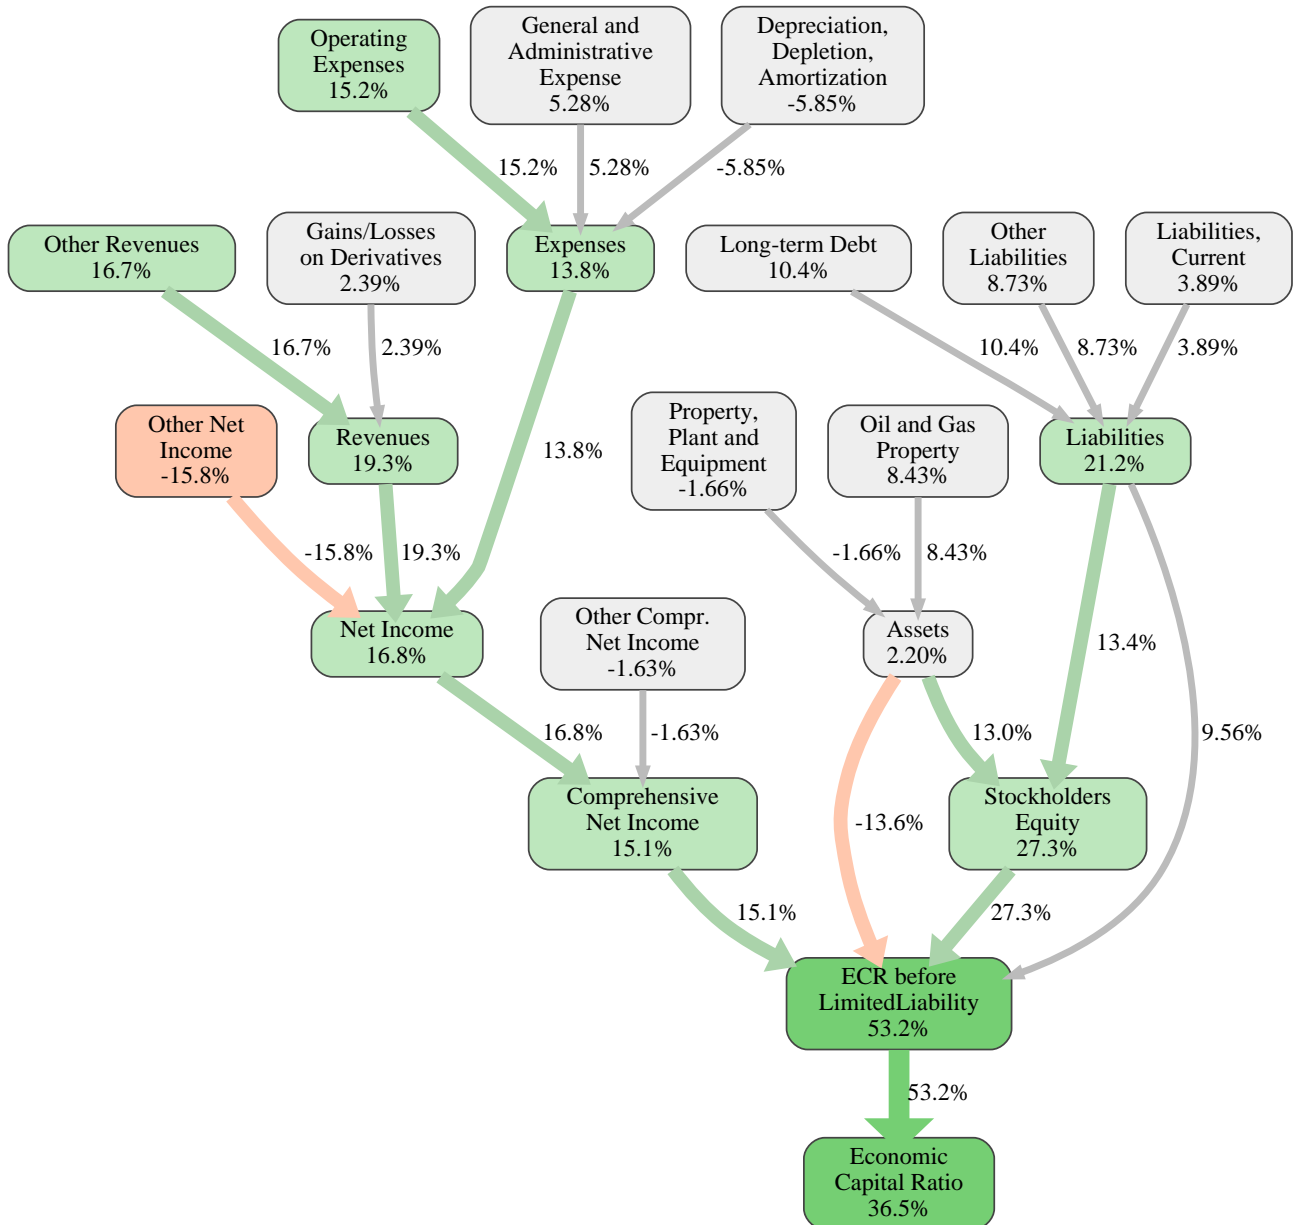 Operating
Expenses
15.2%
General and
Administrative
Expense
5.28%
Depreciation,
Depletion,
Amortization
-5.85%
15.2%
5.28%
-5.85%
Other Revenues
16.7%
Gains/Losses
on Derivatives
2.39%
Expenses
13.8%
Long-term Debt
10.4%
Other
Liabilities
8.73%
Liabilities,
Current
3.89%
16.7%
2.39%
10.4%
8.73%
3.89%
Other Net
Income
-15.8%
Revenues
19.3%
13.8%
Property,
Plant and
Equipment
-1.66%
Oil and Gas
Property
8.43%
Liabilities
21.2%
-15.8%
19.3%
-1.66%
8.43%
Net Income
16.8%
Other Compr.
Net Income
-1.63%
Assets
2.20%
13.4%
16.8%
-1.63%
13.0%
9.56%
Comprehensive
Net Income
15.1%
-13.6%
Stockholders
Equity
27.3%
15.1%
27.3%
ECR before
LimitedLiability
53.2%
53.2%
Economic
Capital Ratio
36.5%